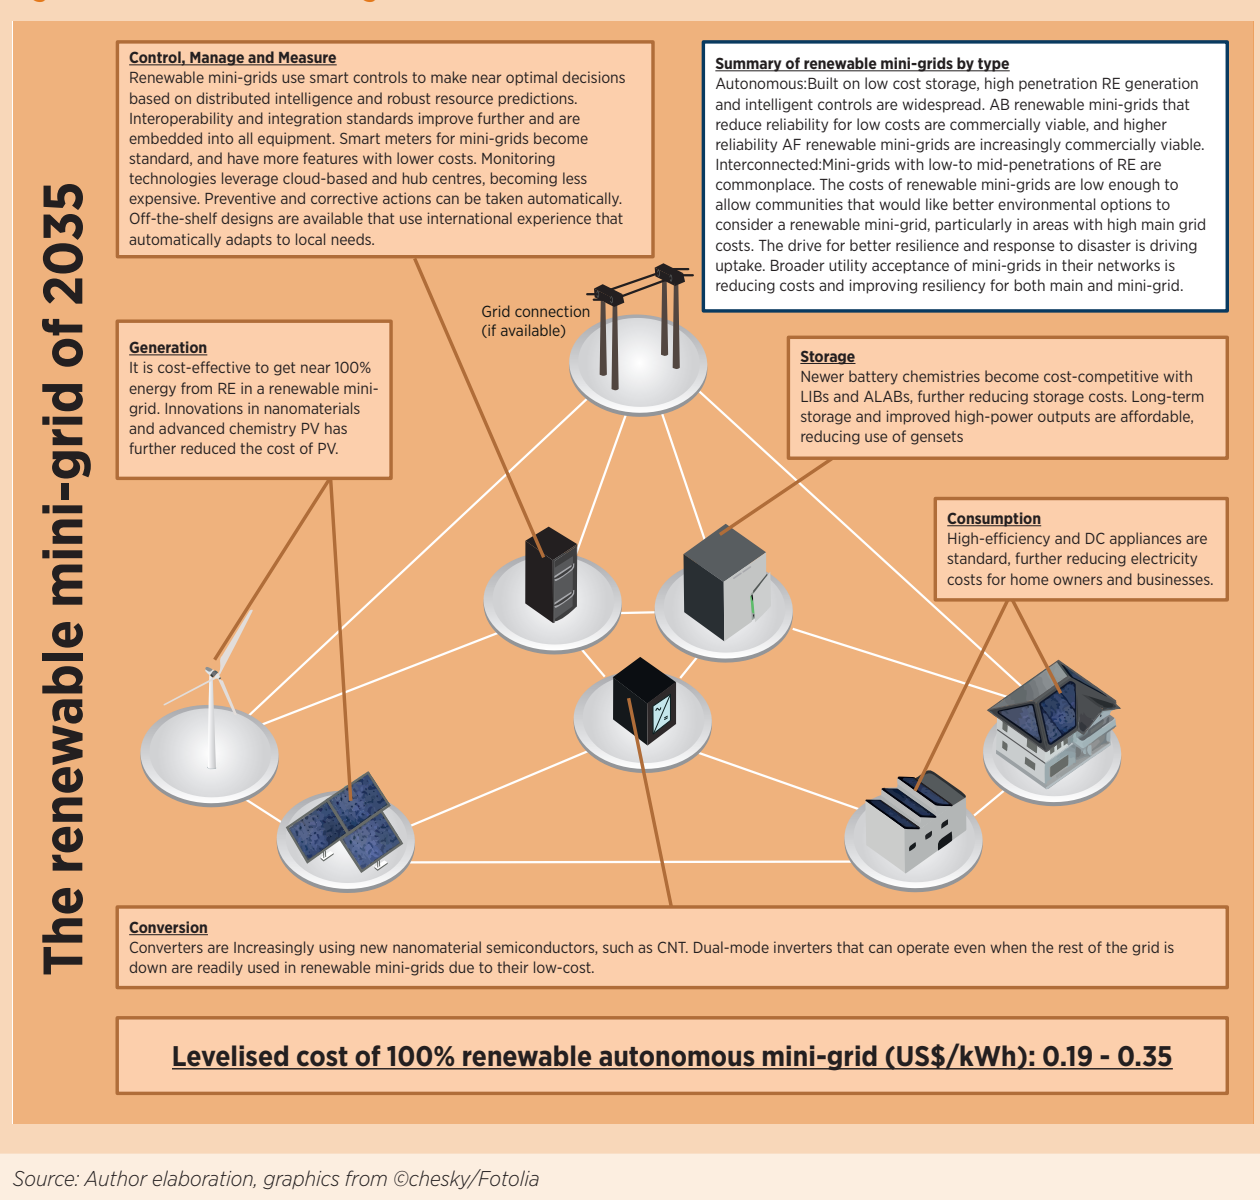 The renewable mini-grid of 2035
Control, Manage and Measure
Renewable mini-grids use smart controls to make near optimal decisions
based on distributed intelligence and robust resource predictions.
Interoperability and integration standards improve further and are
embedded into all equipment. Smart meters for mini-grids become
standard, and have more features with lower costs. Monitoring
technologies leverage cloud-based and hub centres, becoming less
expensive. Preventive and corrective actions can be taken automatically.
Off-the-shelf designs are available that use international experience that
automatically adapts to local needs.
Summary of renewable mini-grids by type
Autonomous:Built on low cost storage, high penetration RE generation
and intelligent controls are widespread. AB renewable mini-grids that
reduce reliability for low costs are commercially viable, and higher
reliability AF renewable mini-grids are increasingly commercially viable.
Interconnected:Mini-grids with low-to mid-penetrations of RE are
commonplace. The costs of renewable mini-grids are low enough to
allow communities that would like better environmental options to
consider a renewable mini-grid, particularly in areas with high main grid
costs. The drive for better resilience and response to disaster is driving
uptake. Broader utility acceptance of mini-grids in their networks is
reducing costs and improving resiliency for both main and mini-grid.
Grid connection
(if available)
Generation
It is cost-effective to get near 100%
energy from RE in a renewable mini-
grid. Innovations in nanomaterials
and advanced chemistry PV has
further reduced the cost of PV.
Storage
Newer battery chemistries become cost-competitive with
LIBs and ALABs, further reducing storage costs. Long-term
storage and improved high-power outputs are affordable,
reducing use of gensets
Consumption
High-efficiency and DC appliances are
standard, further reducing electricity
costs for home owners and businesses.
Conversion
Converters are Increasingly using new nanomaterial semiconductors, such as CNT. Dual-mode inverters that can operate even when the rest of the grid is
down are readily used in renewable mini-grids due to their low-cost.
Levelised cost of 100% renewable autonomous mini-grid (US$/kWh): 0.19 - 0.35
Source: Author elaboration, graphics from ©chesky/Fotolia